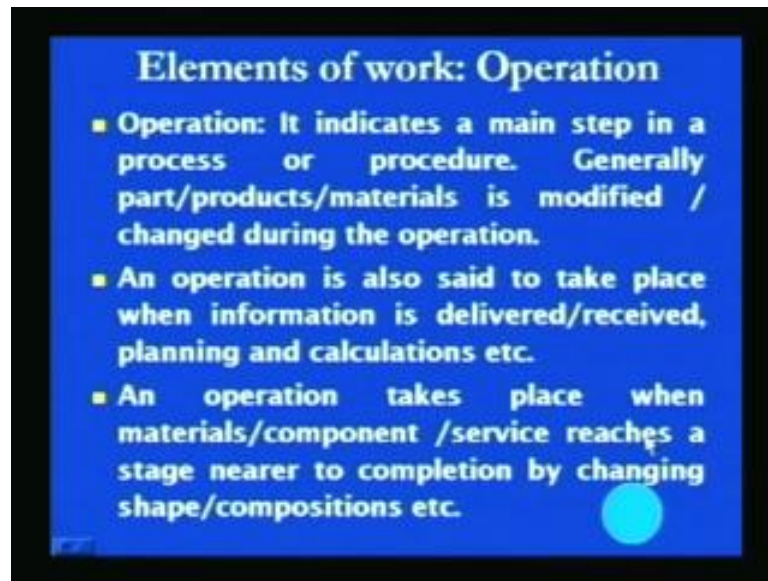 Elements of work: Operation
Operation: It indicates a main step in a
process or procedure. Generally
part/products/materials is modified /
changed during the operation.
An operation is also said to take place
when information is delivered/received,
planning and calculations etc.
An operation takes place when
materials/component /service reaches a
stage nearer to completion by changing
shape/compositions etc.